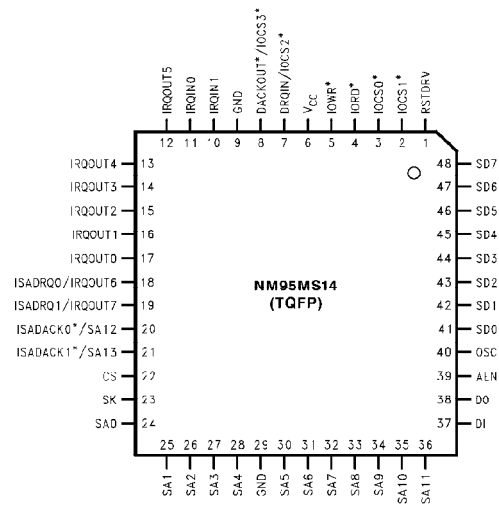 IRQOUT5
IRQIN0
IRQIN1
GND
DACKOUT*/IOCS3*
DRQIN/IOCS2*
VCC
IOWR*
IORD*
IOCS0*
IOCS1*
RSTDRV
12 11 10 9 8 7 6 5 4 3 2 1
IRQOUT4 13
IRQOUT3 14
IRQOUT2 15
IRQOUT1 16
IRQOUT0 17
ISADRQ0/IRQOUT6 18
ISADRQ1/IRQOUT7 19
ISADACK0*/SA12 20
ISADACK1*/SA13 21
CS 22
SK 23
SA0 24
NM95MS14
(TQFP)
48 SD7
47 SD6
46 SD5
45 SD4
44 SD3
43 SD2
42 SD1
41 SD0
40 OSC
39 AEN
38 DO
37 DI
25 26 27 28 29 30 31 32 33 34 35 36
SA1
SA2
SA3
SA4
GND
SA5
SA6
SA7
SA8
SA9
SA10
SA11